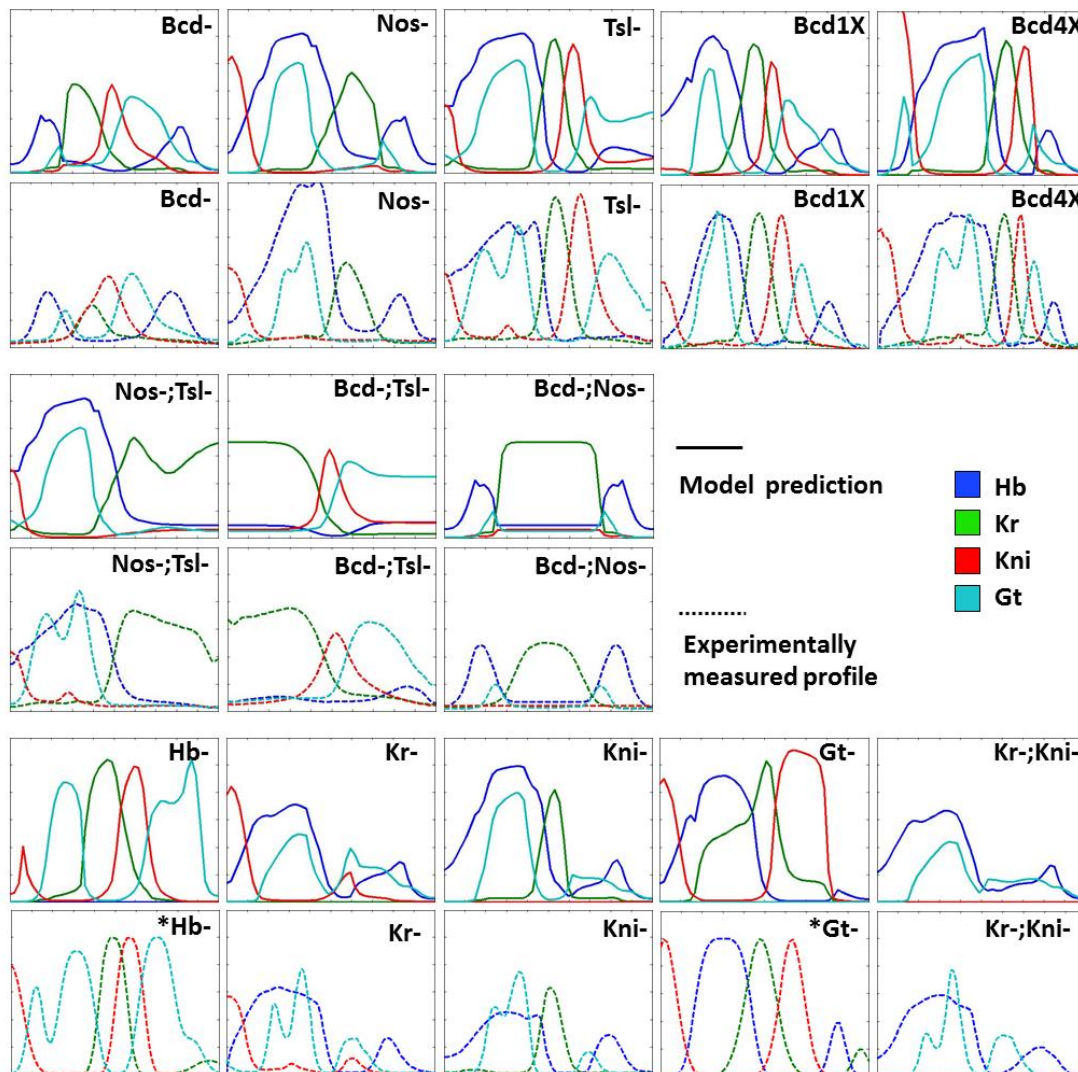 Bcd-
Nos-
Tsl-
Bcd1X
Bcd4X
Bcd-
Nos-
Tsl-
Bcd1X
Bcd4X
Nos-;Tsl-
Bcd-;Tsl-
Bcd-;Nos-
Model prediction
Hb
Kr
Kni
Gt
Nos-;Tsl-
Bcd-;Tsl-
Bcd-;Nos-
Experimentally
measured profile
Hb-
Kr-
Kni-
Gt-
Kr-;Kni-
*Hb-
Kr-
Kni-
*Gt-
Kr-;Kni-